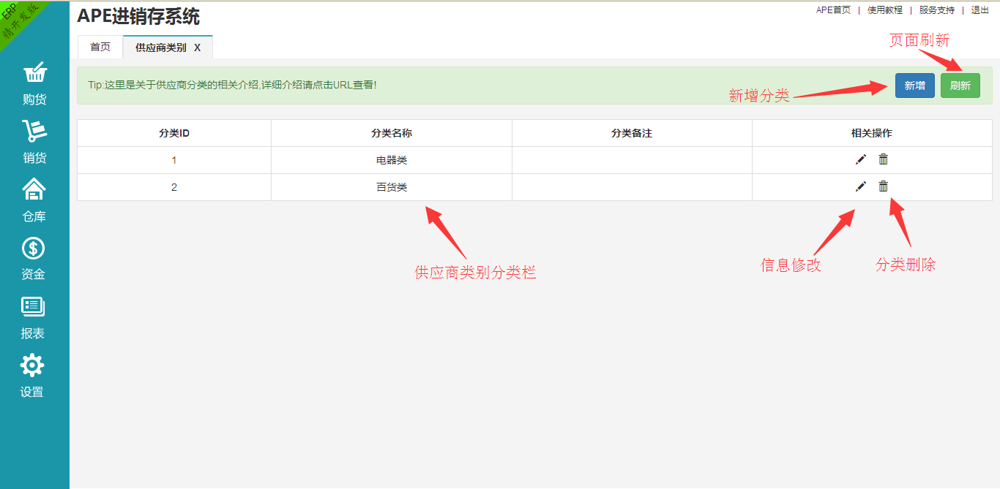 ERP
精开发版
APE进销存系统
APE首页 | 使用教程 | 服务支持 | 退出
首页 供应商类别 X
页面刷新
Tip:这里是关于供应商分类的相关介绍,详细介绍请点击URL查看!
新增 刷新
新增分类
分类ID 分类名称 分类备注 相关操作
1 电器类
2 百货类
供应商类别分类栏
信息修改
分类删除
购货
销货
仓库
资金
报表
设置